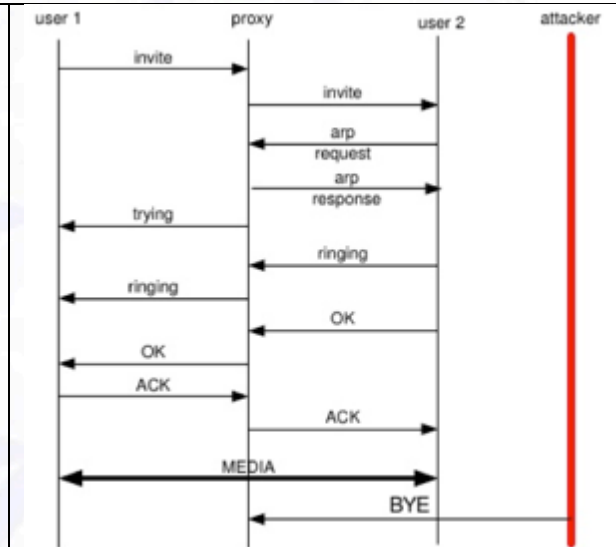 user 1
proxy
user 2
attacker
invite
invite
arp
request
arp
response
trying
ringing
ringing
OK
OK
ACK
ACK
MEDIA
BYE